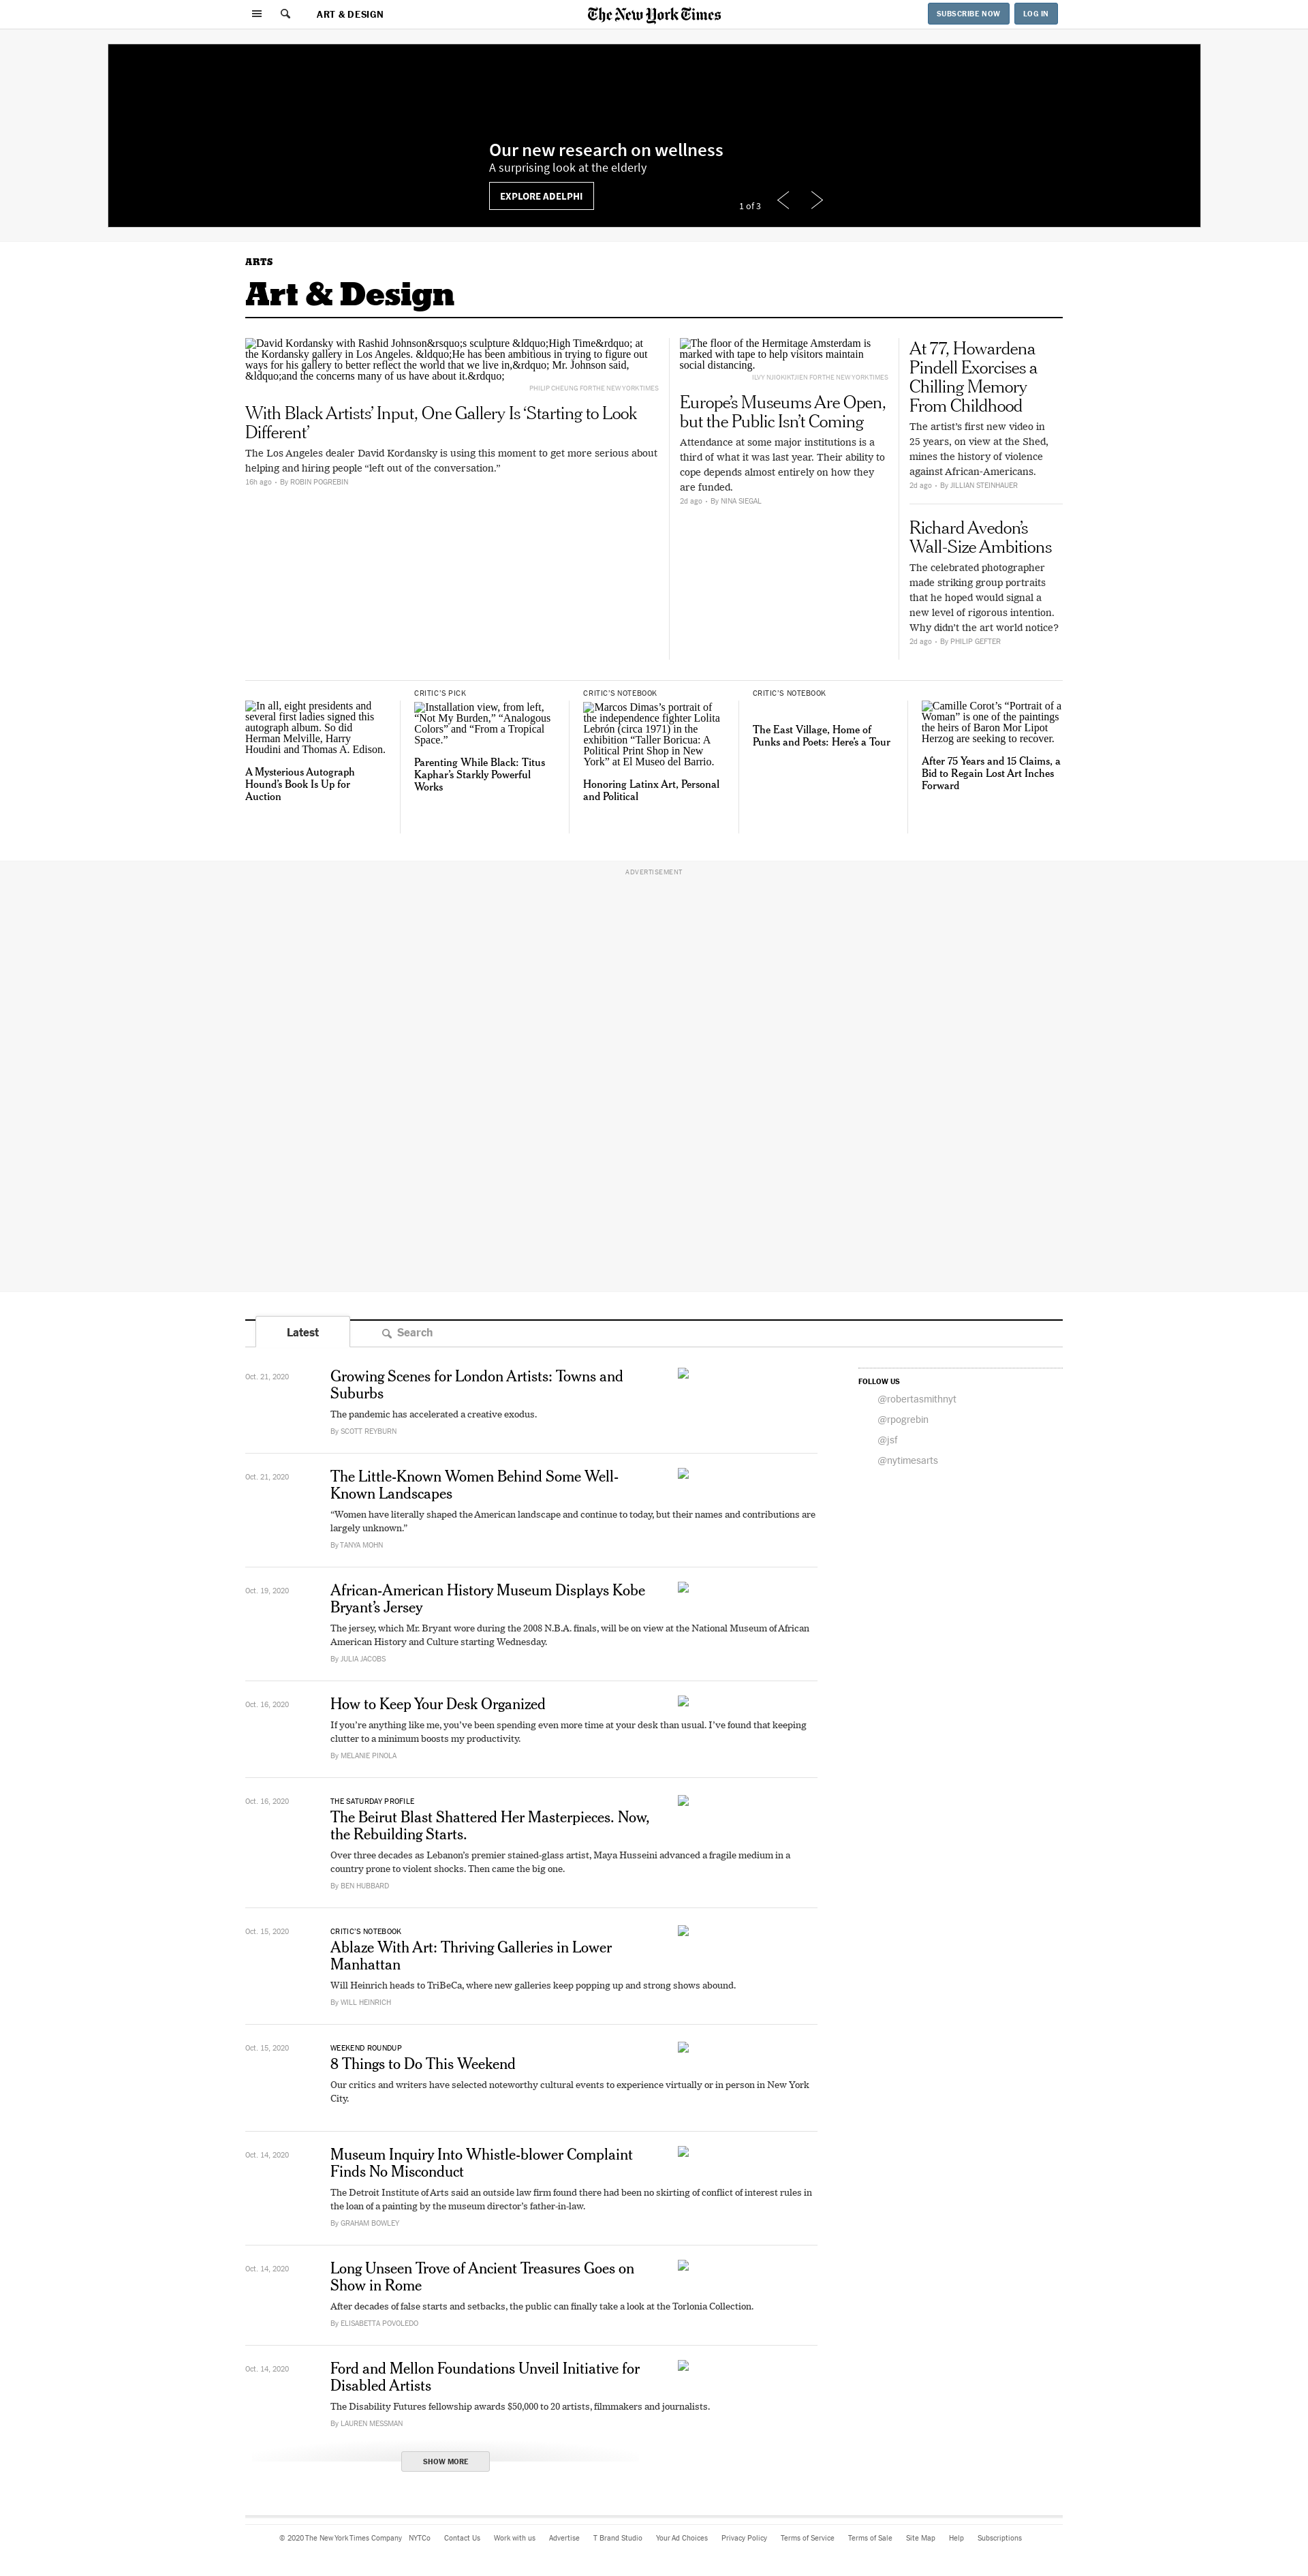 ART & DESIGN
The New York Times
SUBSCRIBE NOW
LOG IN
Our new research on wellness
A surprising look at the elderly
EXPLORE ADELPHI
1 of 3
ARTS
Art & Design
David Kordansky with Rashid Johnson&rsquo;s sculpture &ldquo;High Time&rdquo; at
the Kordansky gallery in Los Angeles. &ldquo;He has been ambitious in trying to figure out
ways for his gallery to better reflect the world that we live in,&rdquo; Mr. Johnson said,
&ldquo;and the concerns many of us have about it.&rdquo;
PHILIP CHEUNG FOR THE NEW YORK TIMES
With Black Artists’ Input, One Gallery Is ‘Starting to Look
Different’
The Los Angeles dealer David Kordansky is using this moment to get more serious about
helping and hiring people “left out of the conversation.”
16h ago • By ROBIN POGREBIN
The floor of the Hermitage Amsterdam is
marked with tape to help visitors maintain
social distancing.
ILVY NJIOKIKTJIEN FOR THE NEW YORK TIMES
Europe’s Museums Are Open,
but the Public Isn’t Coming
Attendance at some major institutions is a
third of what it was last year. Their ability to
cope depends almost entirely on how they
are funded.
2d ago • By NINA SIEGAL
At 77, Howardena
Pindell Exorcises a
Chilling Memory
From Childhood
The artist’s first new video in
25 years, on view at the Shed,
mines the history of violence
against African-Americans.
2d ago • By JILLIAN STEINHAUER
Richard Avedon’s
Wall-Size Ambitions
The celebrated photographer
made striking group portraits
that he hoped would signal a
new level of rigorous intention.
Why didn’t the art world notice?
2d ago • By PHILIP GEFTER
In all, eight presidents and
several first ladies signed this
autograph album. So did
Herman Melville, Harry
Houdini and Thomas A. Edison.
A Mysterious Autograph
Hound’s Book Is Up for
Auction
CRITIC’S PICK
Installation view, from left,
“Not My Burden,” “Analogous
Colors” and “From a Tropical
Space.”
Parenting While Black: Titus
Kaphar’s Starkly Powerful
Works
CRITIC’S NOTEBOOK
Marcos Dimas’s portrait of
the independence fighter Lolita
Lebrón (circa 1971) in the
exhibition “Taller Boricua: A
Political Print Shop in New
York” at El Museo del Barrio.
Honoring Latinx Art, Personal
and Political
CRITIC’S NOTEBOOK
The East Village, Home of
Punks and Poets: Here’s a Tour
Camille Corot’s “Portrait of a
Woman” is one of the paintings
the heirs of Baron Mor Lipot
Herzog are seeking to recover.
After 75 Years and 15 Claims, a
Bid to Regain Lost Art Inches
Forward
ADVERTISEMENT
Latest
Search
Oct. 21, 2020
Growing Scenes for London Artists: Towns and
Suburbs
The pandemic has accelerated a creative exodus.
By SCOTT REYBURN
FOLLOW US
@robertasmithnyt
@rpogrebin
@jsf
@nytimesarts
Oct. 21, 2020
The Little-Known Women Behind Some Well-
Known Landscapes
“Women have literally shaped the American landscape and continue to today, but their names and contributions are
largely unknown.”
By TANYA MOHN
Oct. 19, 2020
African-American History Museum Displays Kobe
Bryant’s Jersey
The jersey, which Mr. Bryant wore during the 2008 N.B.A. finals, will be on view at the National Museum of African
American History and Culture starting Wednesday.
By JULIA JACOBS
Oct. 16, 2020
How to Keep Your Desk Organized
If you’re anything like me, you’ve been spending even more time at your desk than usual. I’ve found that keeping
clutter to a minimum boosts my productivity.
By MELANIE PINOLA
Oct. 16, 2020
THE SATURDAY PROFILE
The Beirut Blast Shattered Her Masterpieces. Now,
the Rebuilding Starts.
Over three decades as Lebanon’s premier stained-glass artist, Maya Husseini advanced a fragile medium in a
country prone to violent shocks. Then came the big one.
By BEN HUBBARD
Oct. 15, 2020
CRITIC’S NOTEBOOK
Ablaze With Art: Thriving Galleries in Lower
Manhattan
Will Heinrich heads to TriBeCa, where new galleries keep popping up and strong shows abound.
By WILL HEINRICH
Oct. 15, 2020
WEEKEND ROUNDUP
8 Things to Do This Weekend
Our critics and writers have selected noteworthy cultural events to experience virtually or in person in New York
City.
Oct. 14, 2020
Museum Inquiry Into Whistle-blower Complaint
Finds No Misconduct
The Detroit Institute of Arts said an outside law firm found there had been no skirting of conflict of interest rules in
the loan of a painting by the museum director’s father-in-law.
By GRAHAM BOWLEY
Oct. 14, 2020
Long Unseen Trove of Ancient Treasures Goes on
Show in Rome
After decades of false starts and setbacks, the public can finally take a look at the Torlonia Collection.
By ELISABETTA POVOLEDO
Oct. 14, 2020
Ford and Mellon Foundations Unveil Initiative for
Disabled Artists
The Disability Futures fellowship awards $50,000 to 20 artists, filmmakers and journalists.
By LAUREN MESSMAN
SHOW MORE
© 2020 The New York Times Company NYTCo Contact Us Work with us Advertise T Brand Studio Your Ad Choices Privacy Policy Terms of Service Terms of Sale Site Map Help Subscriptions